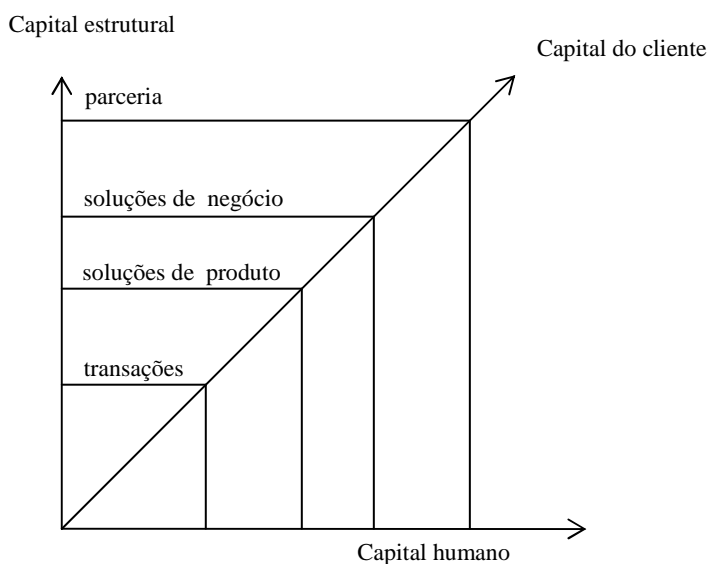 Capital estrutural
Capital do cliente
parceria
soluções de negócio
soluções de produto
transações
Capital humano